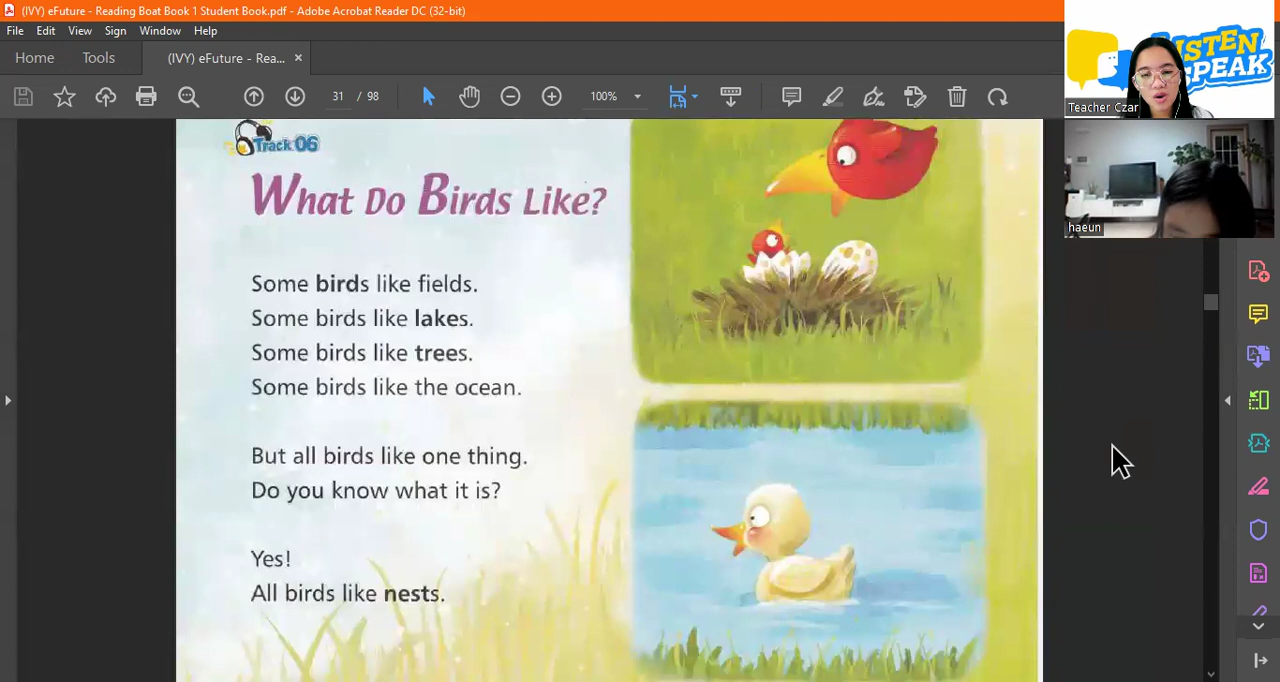 (IVY) eFuture - Reading Boat Book 1 Student Book.pdf - Adobe Acrobat Reader DC (32-bit)
File Edit View Sign Window Help
Home Tools (IVY) eFuture - Rea... ×
31 / 98 100%
LISTEN
SPEAK
Teacher Czar
haeun
Track 06
What Do Birds Like?
Some birds like fields.
Some birds like lakes.
Some birds like trees.
Some birds like the ocean.
But all birds like one thing.
Do you know what it is?
Yes!
All birds like nests.